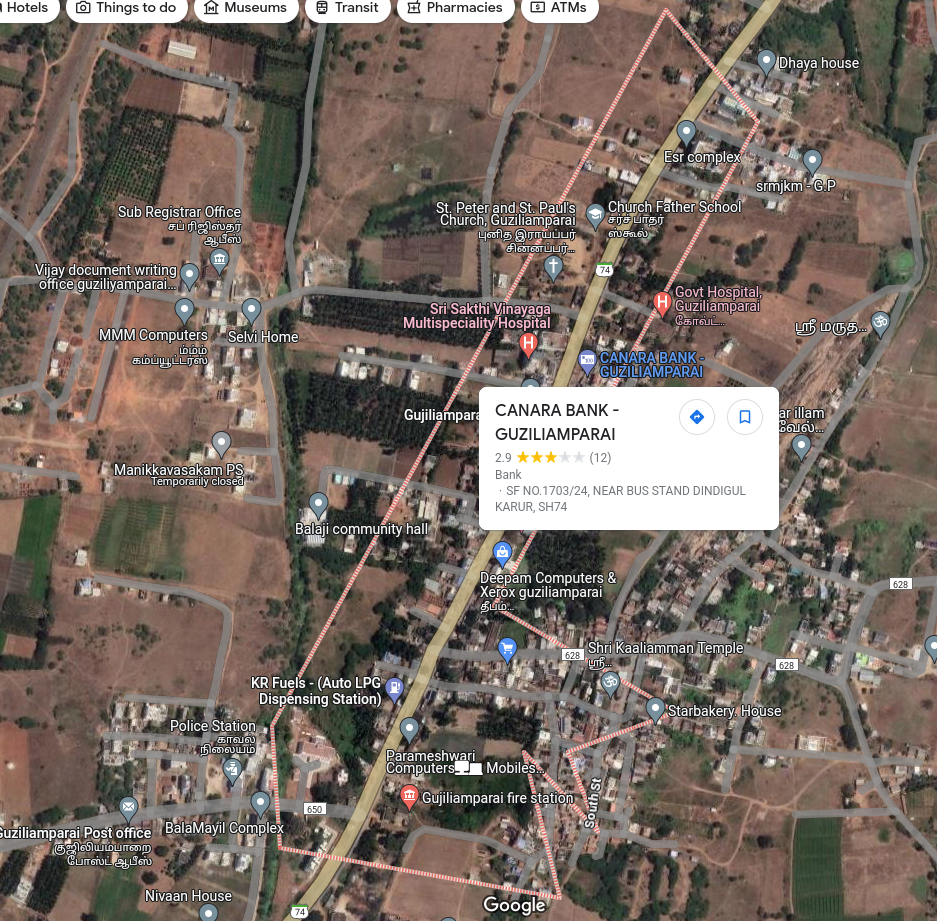 Hotels
Things to do
Museums
Transit
Pharmacies
ATMs
Dhaya house
Esr complex
srmjkm - G.P
St. Peter and St. Paul's
Church, Guziliamparai
புனித இராயப்பர்
சின்னப்பர்...
Church Father School
சர்ச் பாதர்
ஸ்கூல்
Sub Registrar Office
சப் ரிஜிஸ்தர்
ஆபீஸ்
74
Vijay document writing
office guziliyamparai...
Govt Hospital,
Guziliamparai
கோவ்ட்...
Sri Sakthi Vinayaga
Multispeciality Hospital
ஸ்ரீ மருத...
MMM Computers
ம்ம்ம்
கம்ப்யூட்டர்ஸ்
Selvi Home
CANARA BANK -
GUZILIAMPARAI
Gujiliampara
CANARA BANK -
GUZILIAMPARAI
2.9
(12)
Bank
· SF NO.1703/24, NEAR BUS STAND DINDIGUL
KARUR, SH74
ar illam
வேல்...
Manikkavasakam PS
Temporarily closed
Balaji community hall
Deepam Computers &
Xerox guziliamparai
தீபம்...
628
628
Shri Kaaliamman Temple
ஸ்ரீ...
628
KR Fuels - (Auto LPG
Dispensing Station)
Starbakery. House
Police Station
காவல்
நிலையம்
Parameshwari
Computers
Mobiles...
Gujiliamparai fire station
South St
650
BalaMayil Complex
Guziliamparai Post office
குஜிலியம்பாறை
போஸ்ட் ஆபீஸ்
Nivaan House
74
Google